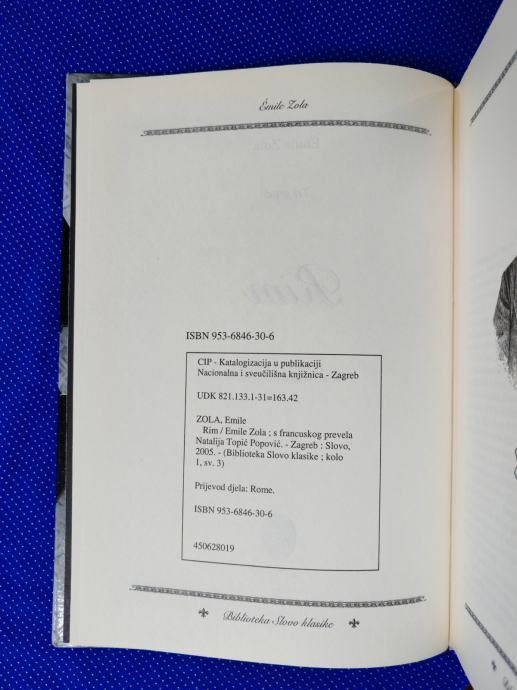 Émile Zola
Rim
ISBN 953-6846-30-6
CIP - Katalogizacija u publikaciji
Nacionalna i sveučilišna knjižnica - Zagreb
UDK 821.133.1-31=163.42
ZOLA, Emile
Rim / Emile Zola ; s francuskog prevela
Natalija Topić Popović. - Zagreb : Slovo,
2005. - (Biblioteka Slovo klasike ; kolo
1, sv. 3)
Prijevod djela: Rome.
ISBN 953-6846-30-6
450628019
Biblioteka Slovo klasike